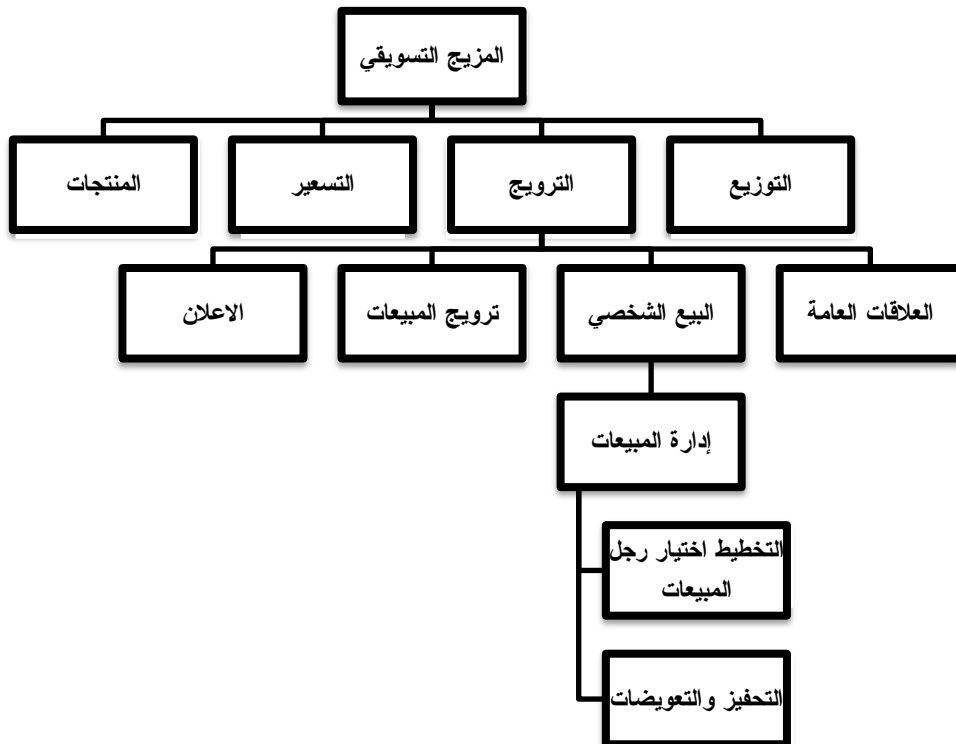 المزيج التسويقي
التوزيع
الترويج
التسعير
المنتجات
العلاقات العامة
البيع الشخصي
ترويج المبيعات
الاعلان
إدارة المبيعات
التخطيط اختيار رجل
المبيعات
التحفيز والتعويضات